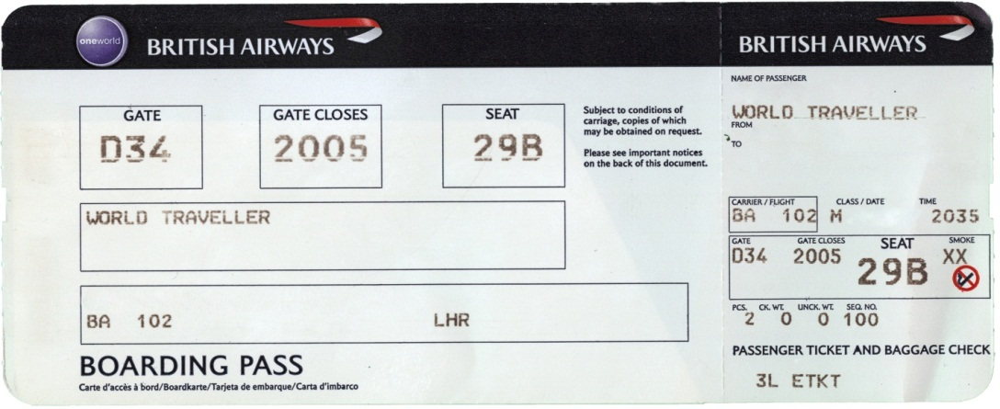 oneworld
BRITISH AIRWAYS
GATE GATE CLOSES SEAT
D34 2005 29B
Subject to conditions of
carriage, copies of which
may be obtained on request.
Please see important notices
on the back of this document.
WORLD TRAVELLER
BA 102 LHR
BOARDING PASS
Carte d'accès à bord/Boardkarte/Tarjeta de embarque/Carta d'imbarco
BRITISH AIRWAYS
NAME OF PASSENGER
WORLD TRAVELLER
FROM
TO
CARRIER / FLIGHT CLASS / DATE TIME
BA 102 M 2035
GATE GATE CLOSES SEAT SMOKE
D34 2005 29B XX
PCS. CK. WT. UNCK. WT. SEQ. NO.
2 0 0 100
PASSENGER TICKET AND BAGGAGE CHECK
3L ETKT